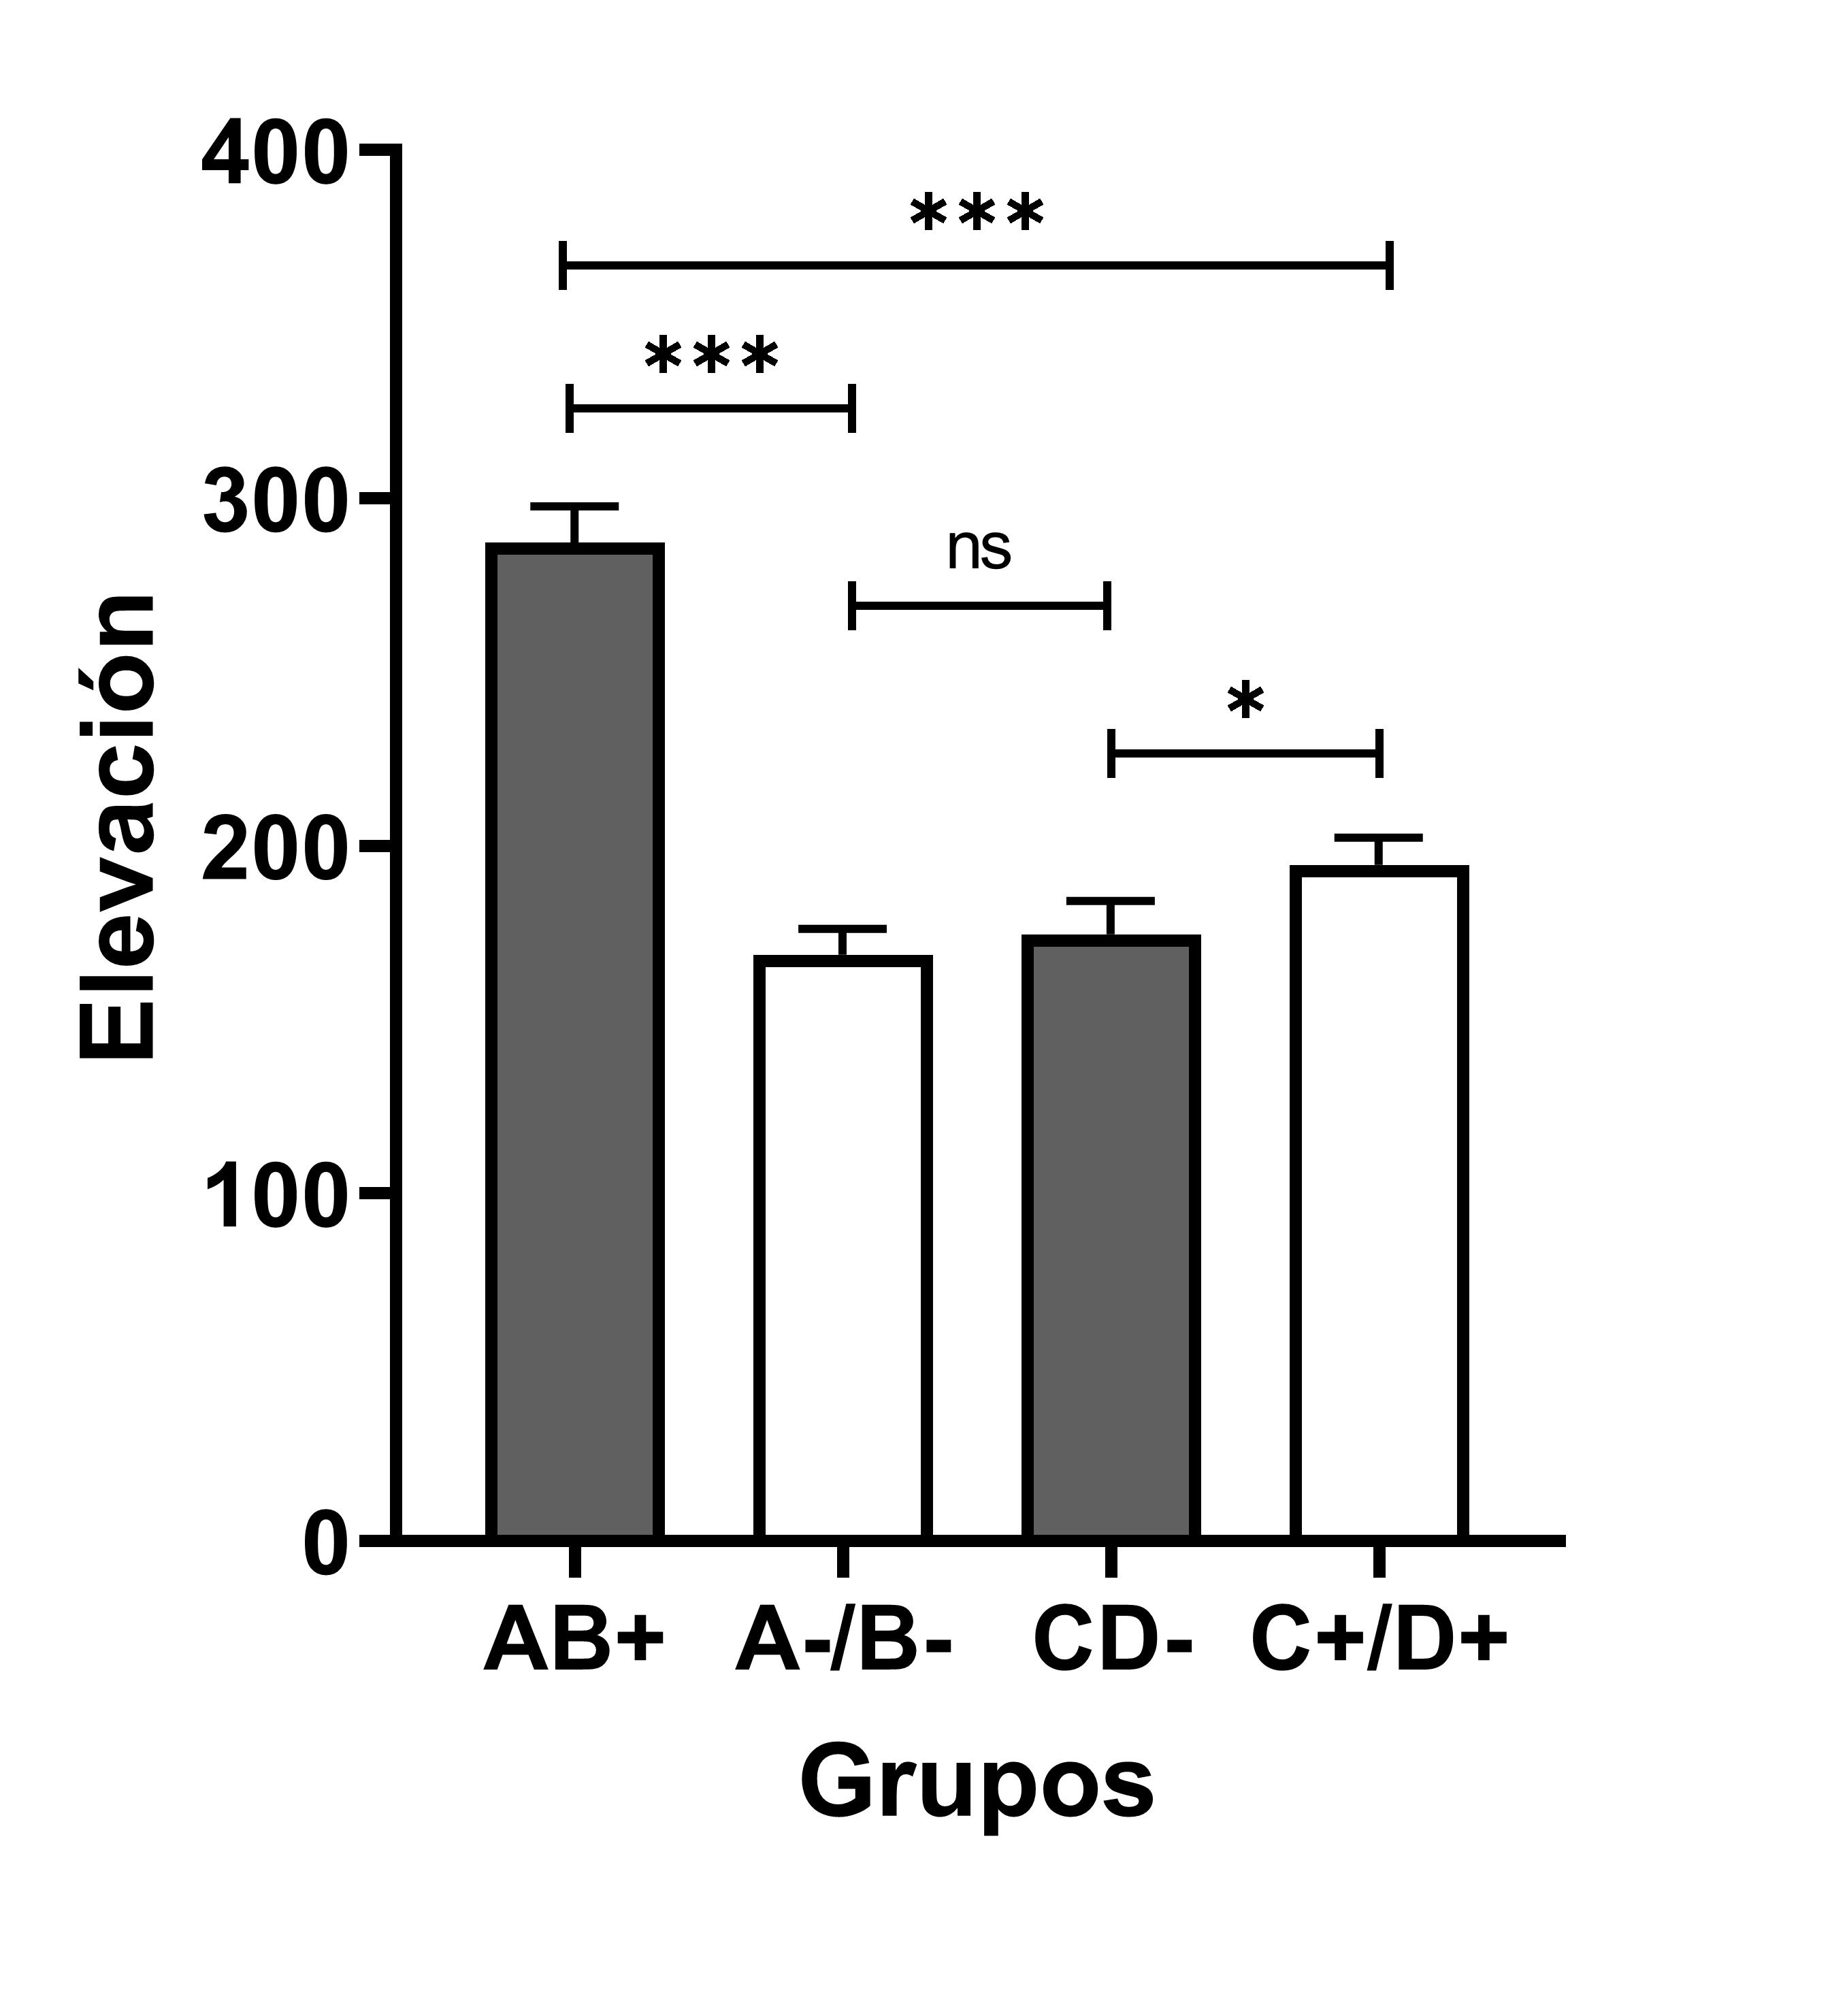 400
***
***
300
ns
*
200
100
0
Elevación
AB+ A-/B- CD- C+/D+
Grupos